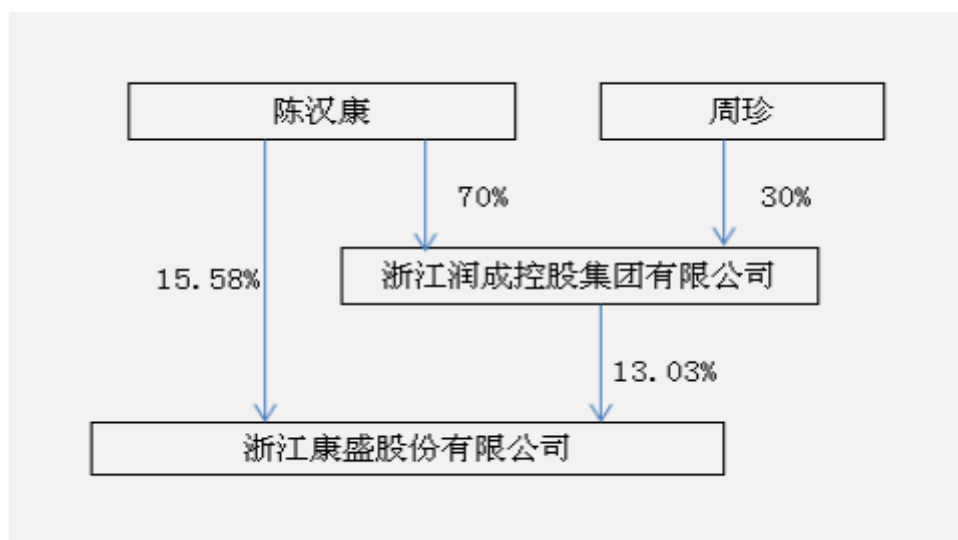 陈汉康
周珍
70%
30%
浙江润成控股集团有限公司
15.58%
13.03%
浙江康盛股份有限公司